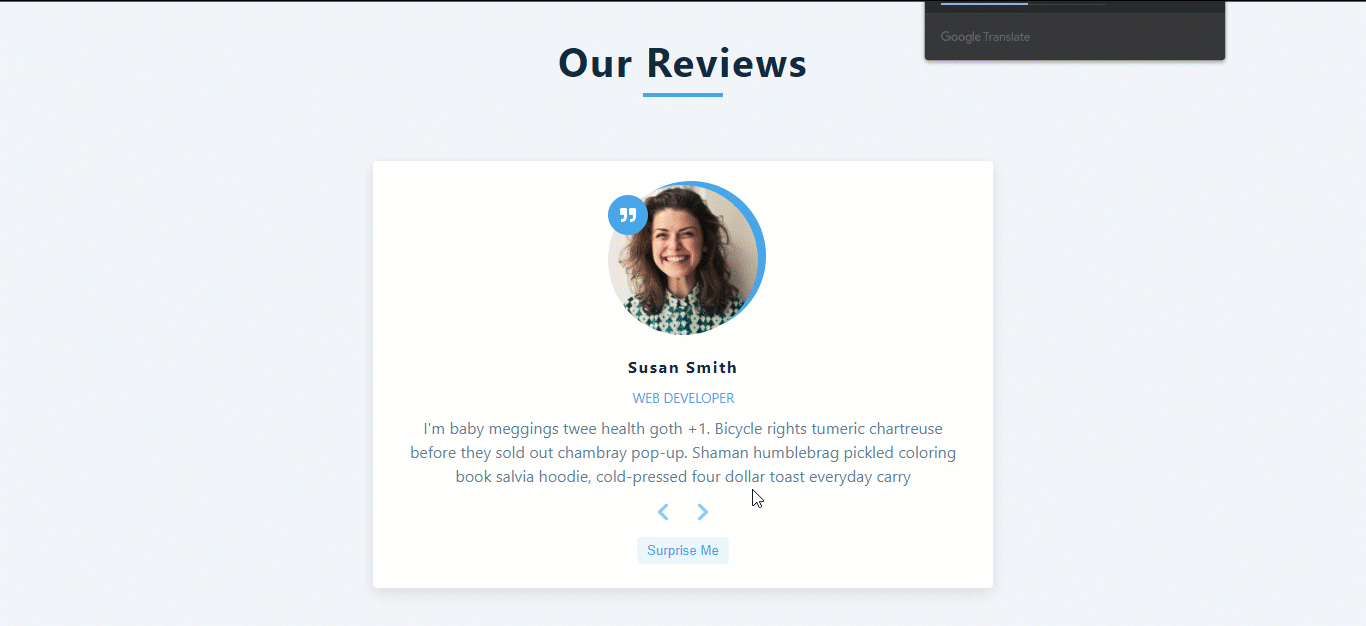 Google Translate
Our Reviews
Susan Smith
WEB DEVELOPER
I'm baby meggings twee health goth +1. Bicycle rights tumeric chartreuse
before they sold out chambray pop-up. Shaman humblebrag pickled coloring
book salvia hoodie, cold-pressed four dollar toast everyday carry
Surprise Me